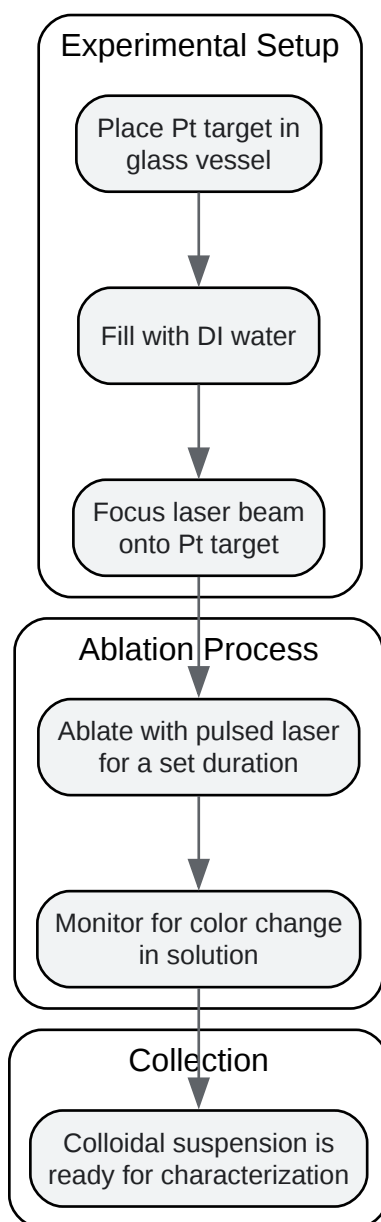 Experimental Setup
Place Pt target in
glass vessel
Fill with DI water
Focus laser beam
onto Pt target
Ablation Process
Ablate with pulsed laser
for a set duration
Monitor for color change
in solution
Collection
Colloidal suspension is
ready for characterization